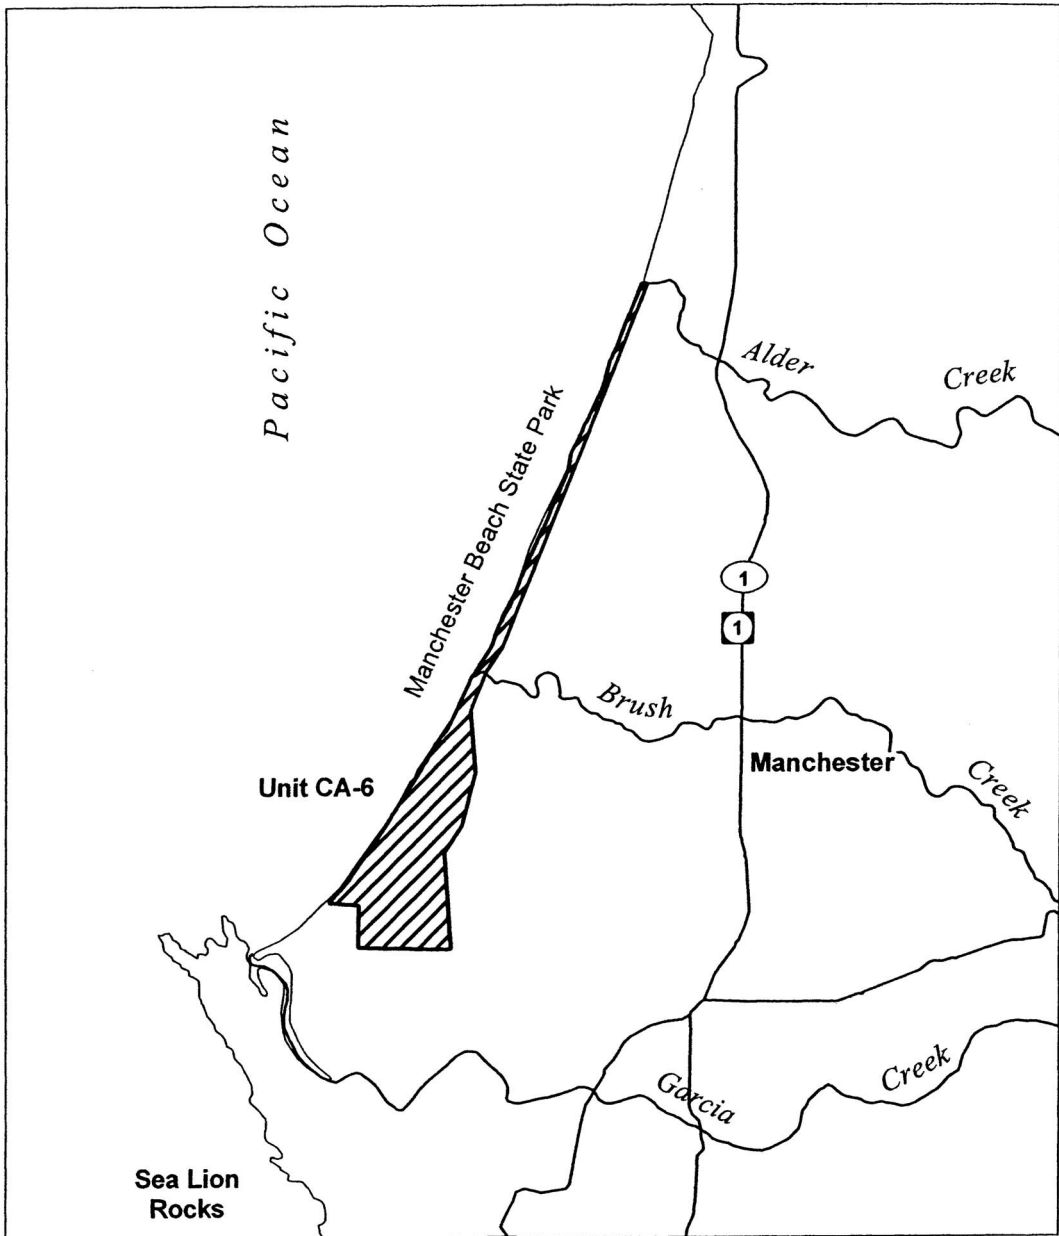 Pacific Ocean
Alder Creek
Manchester Beach State Park
1
1
Brush Creek
Manchester
Unit CA-6
Garcia Creek
Sea Lion
Rocks